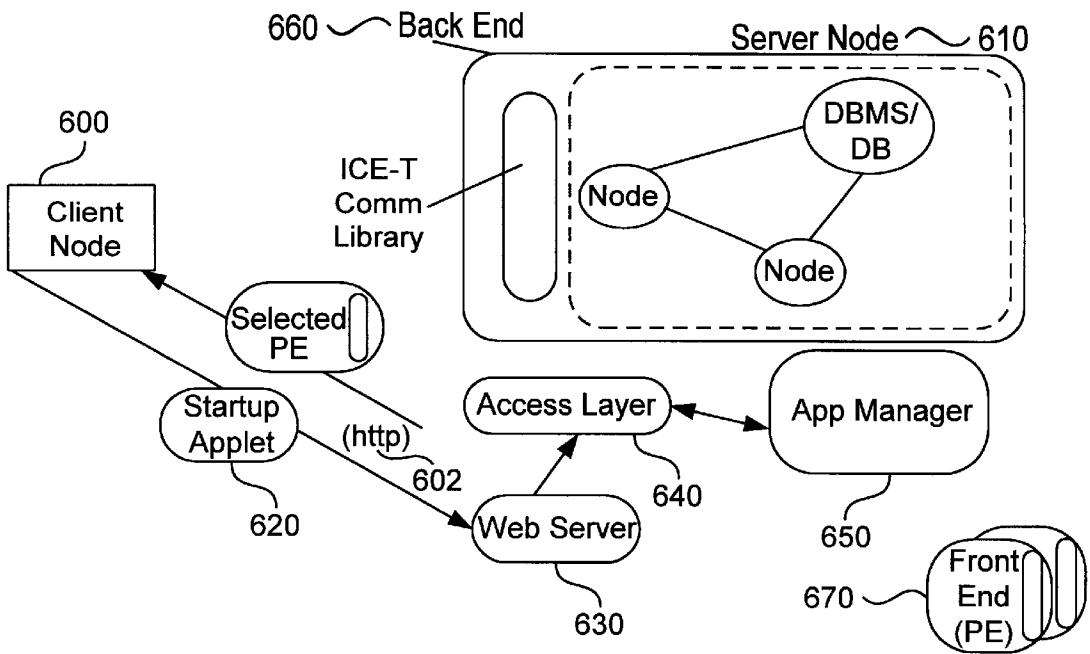 660
Back End
Server Node
610
600
Client
Node
ICE-T
Comm
Library
DBMS/
DB
Node
Node
Selected
PE
Startup
Applet
(http)
602
620
Access Layer
640
App Manager
650
Web Server
630
670
Front
End
(PE)